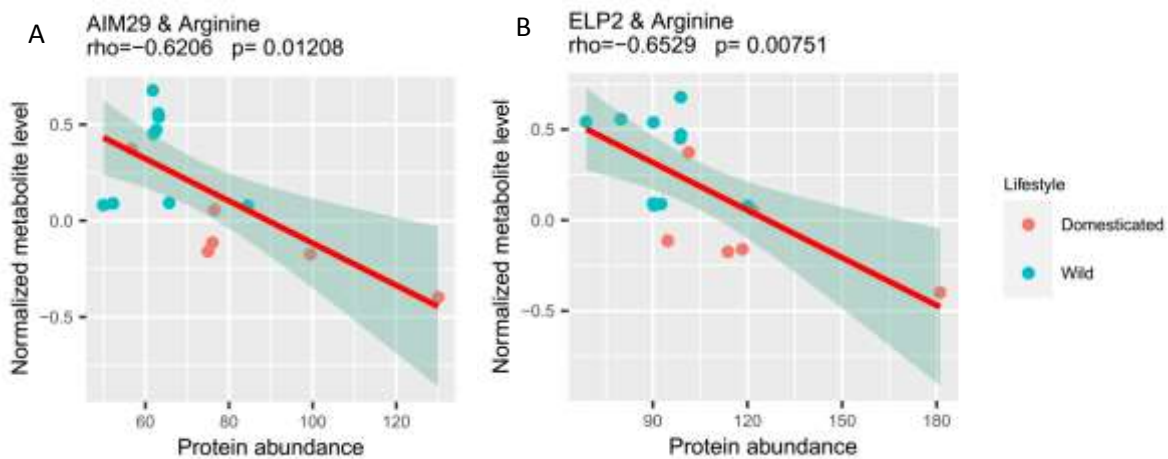 A
AIM29 & Arginine
rho=−0.6206 p= 0.01208
Normalized metabolite level
0.5
0.0
−0.5
60 80 100 120
Protein abundance
B
ELP2 & Arginine
rho=−0.6529 p= 0.00751
Normalized metabolite level
0.5
0.0
−0.5
90 120 150 180
Protein abundance
Lifestyle
Domesticated
Wild